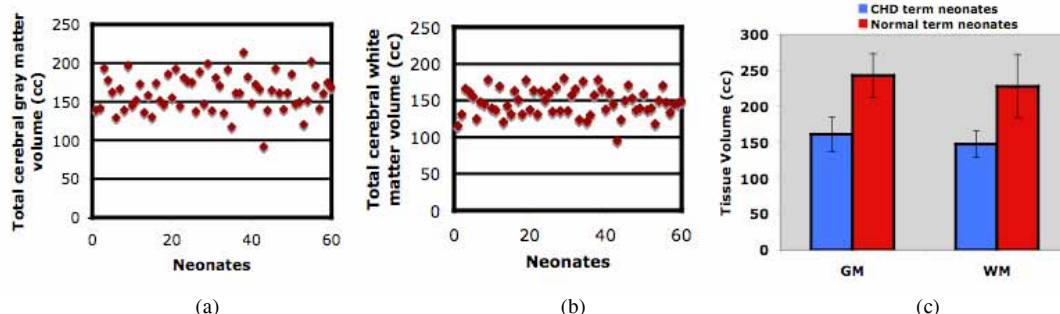 Total cerebral gray matter
volume (cc)
250
200
150
100
50
0
0 20 40 60
Neonates
(a)
Total cerebral white
matter volume (cc)
250
200
150
100
50
0
0 20 40 60
Neonates
(b)
CHD term neonates
Normal term neonates
Tissue Volume (cc)
300
250
200
150
100
50
0
GM WM
(c)